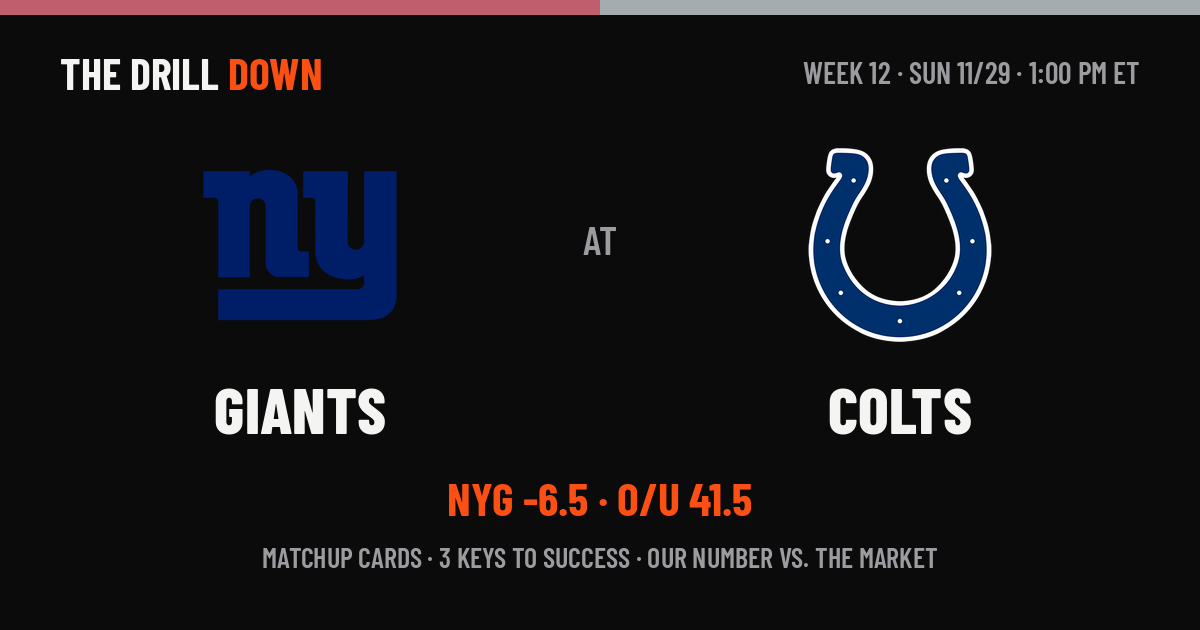 THE DRILL DOWN
WEEK 12 · SUN 11/29 · 1:00 PM ET
ny
AT
GIANTS
COLTS
NYG -6.5 · O/U 41.5
MATCHUP CARDS · 3 KEYS TO SUCCESS · OUR NUMBER VS. THE MARKET